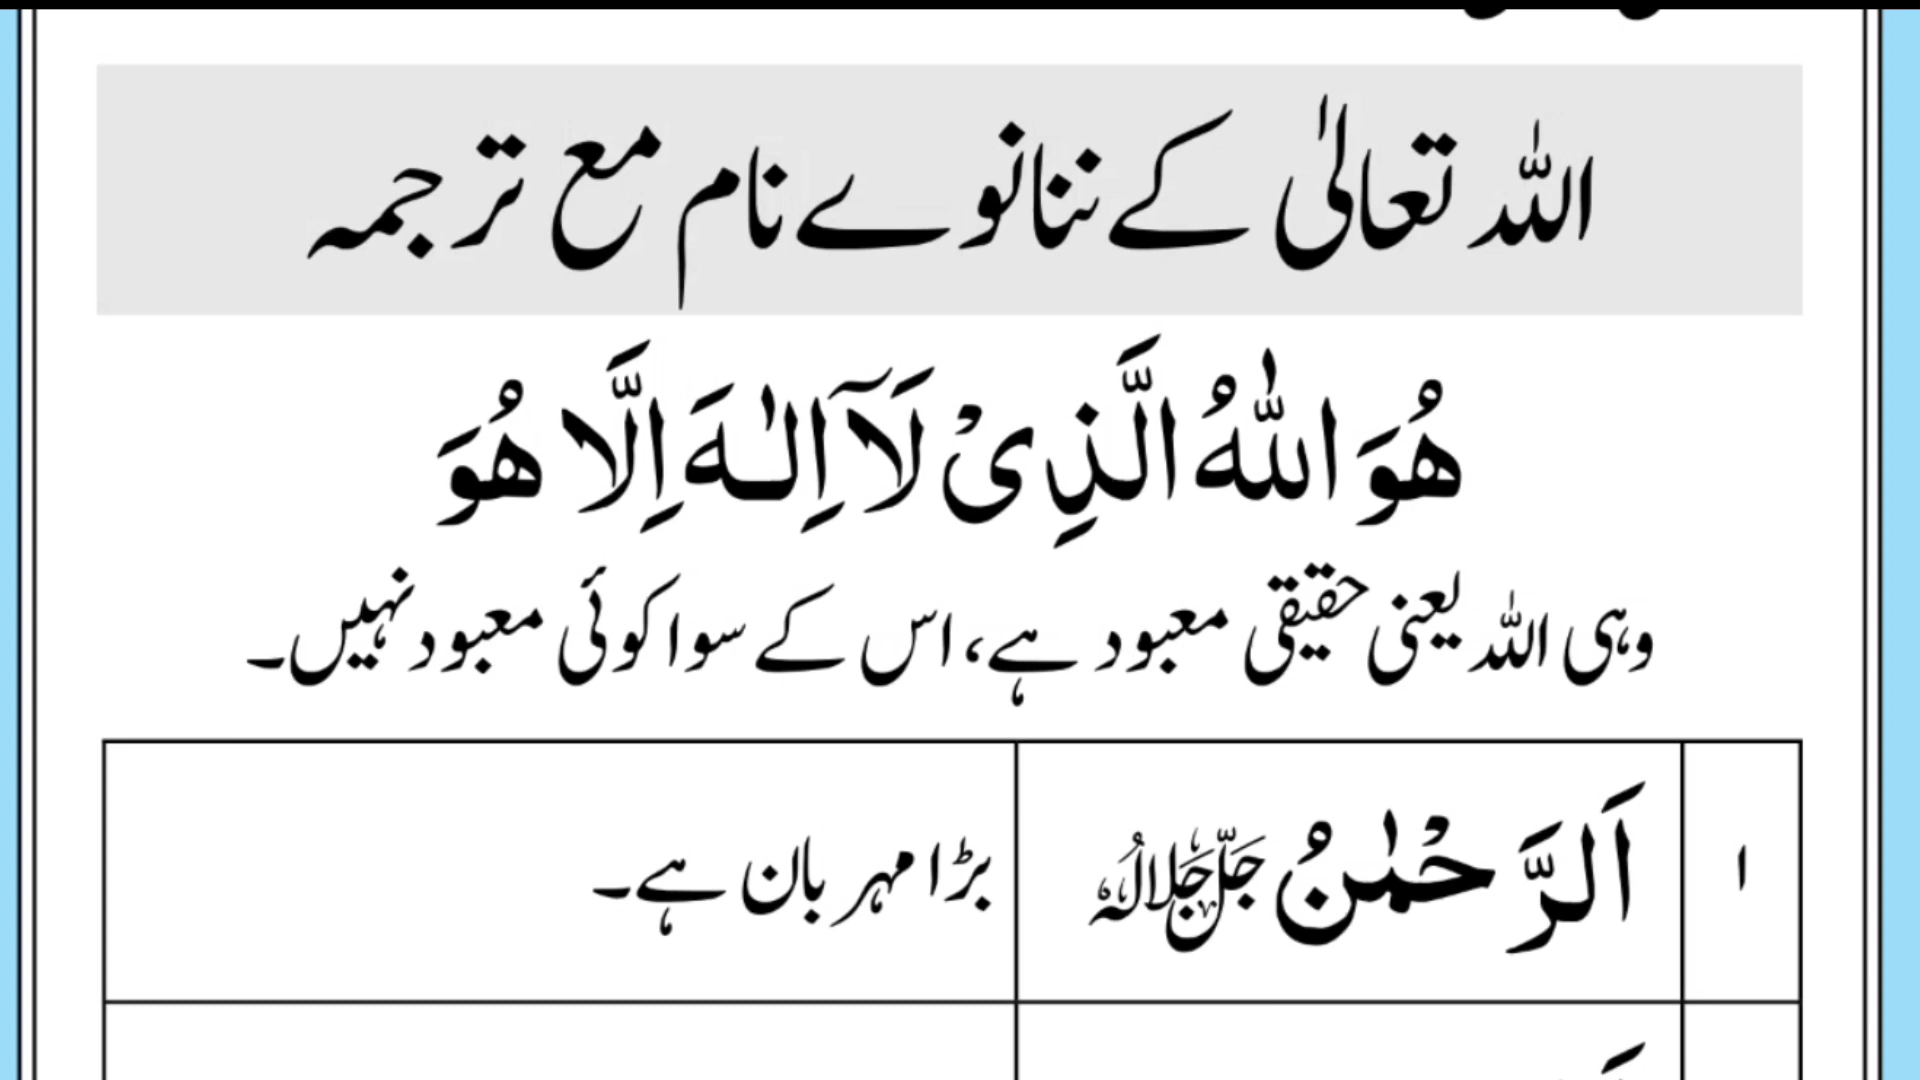 اللہ تعالیٰ کے ننانوے نام مع ترجمہ
ھُوَ اللّٰہُ الَّذِیْ لَآ اِلٰـہَ اِلَّا ھُوَ
وہی اللہ یعنی حقیقی معبود ہے، اس کے سوا کوئی معبود نہیں۔
۱ اَلرَّحْمٰنُ جَلَّ جَلَالُہٗ بڑا مہربان ہے۔